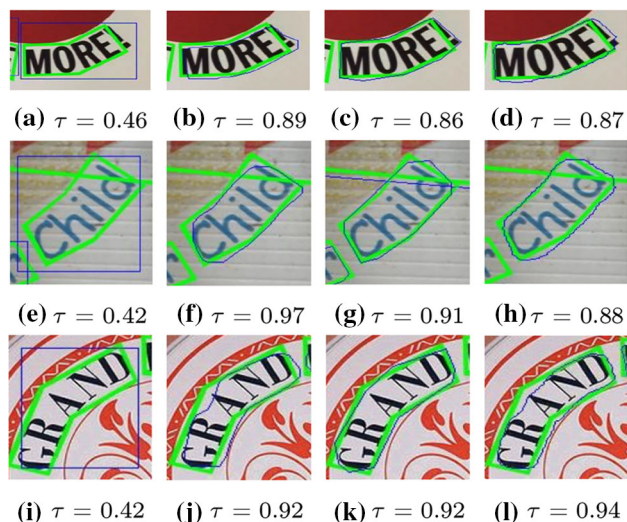 MORE! MORE! MORE! MORE!
(a) τ = 0.46 (b) τ = 0.89 (c) τ = 0.86 (d) τ = 0.87
Child Child Child Child
(e) τ = 0.42 (f) τ = 0.97 (g) τ = 0.91 (h) τ = 0.88
GRAND GRAND GRAND GRAND
(i) τ = 0.42 (j) τ = 0.92 (k) τ = 0.92 (l) τ = 0.94